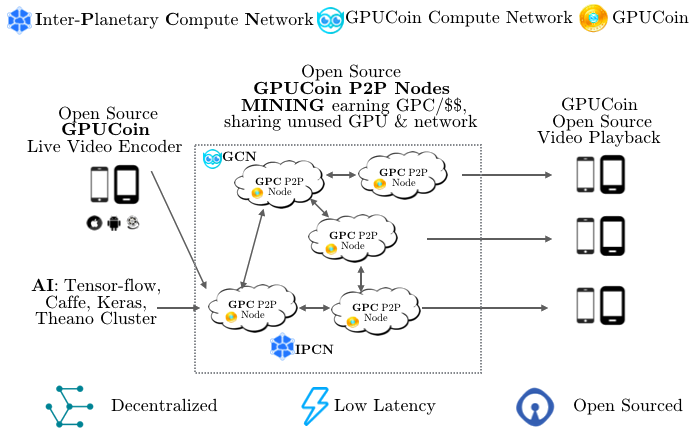 Inter-Planetary Compute Network
GPUCoin Compute Network
GPUCoin
Open Source
GPUCoin P2P Nodes
MINING earning GPC/$$,
sharing unused GPU & network
Open Source
GPUCoin
Live Video Encoder
GPUCoin
Open Source
Video Playback
GCN
GPC P2P
Node
GPC P2P
Node
GPC P2P
Node
AI: Tensor-flow,
Caffe, Keras,
Theano Cluster
GPC P2P
Node
GPC P2P
Node
IPCN
Decentralized
Low Latency
Open Sourced